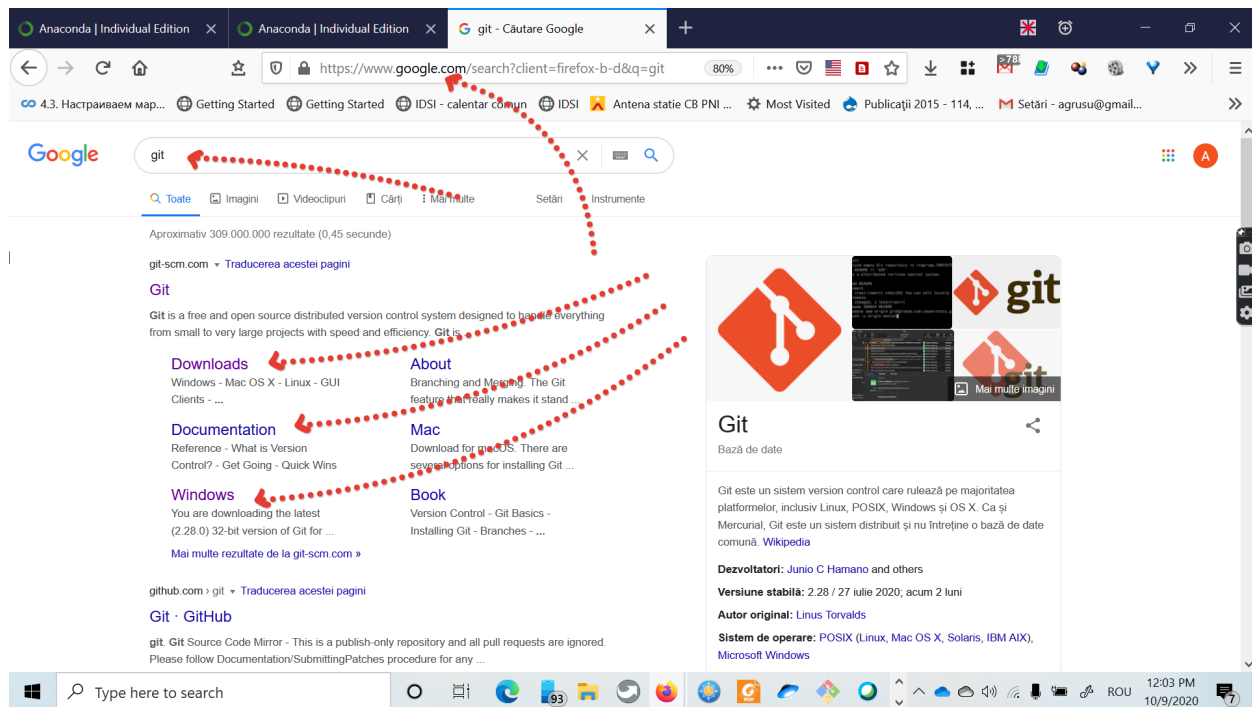 Anaconda | Individual Edition
Anaconda | Individual Edition
git - Căutare Google
https://www.google.com/search?client=firefox-b-d&q=git
80%
>278
4.3. Настраиваем мар...
Getting Started
Getting Started
IDSI - calentar comun
IDSI
Antena statie CB PNI ...
Most Visited
Publicaţii 2015 - 114, ...
Setări - agrusu@gmail...
Google
git
A
Toate
Imagini
Videoclipuri
Cărți
Mai multe
Setări
Instrumente
Aproximativ 309.000.000 rezultate (0,45 secunde)
git-scm.com
Traducerea acestei pagini
Git
Git is a free and open source distributed version control system designed to handle everything
from small to very large projects with speed and efficiency. Git is
Downloads
Windows - Mac OS X - Linux - GUI
Clients - ...
About
Branching and Merging. The Git
feature that really makes it stand ...
Documentation
Reference - What is Version
Control? - Get Going - Quick Wins
Mac
Download for macOS. There are
several options for installing Git ...
Windows
You are downloading the latest
(2.28.0) 32-bit version of Git for ...
Book
Version Control - Git Basics -
Installing Git - Branches - ...
Mai multe rezultate de la git-scm.com »
github.com › git
Traducerea acestei pagini
Git · GitHub
git. Git Source Code Mirror - This is a publish-only repository and all pull requests are ignored.
Please follow Documentation/SubmittingPatches procedure for any ...
git
git
Mai multe imagini
Git
Bază de date
Git este un sistem version control care rulează pe majoritatea
platformelor, inclusiv Linux, POSIX, Windows și OS X. Ca și
Mercurial, Git este un sistem distribuit și nu întreține o bază de date
comună. Wikipedia
Dezvoltatori: Junio C Hamano and others
Versiune stabilă: 2.28 / 27 iulie 2020; acum 2 luni
Autor original: Linus Torvalds
Sistem de operare: POSIX (Linux, Mac OS X, Solaris, IBM AIX),
Microsoft Windows
Type here to search
93
ROU
12:03 PM
10/9/2020
7